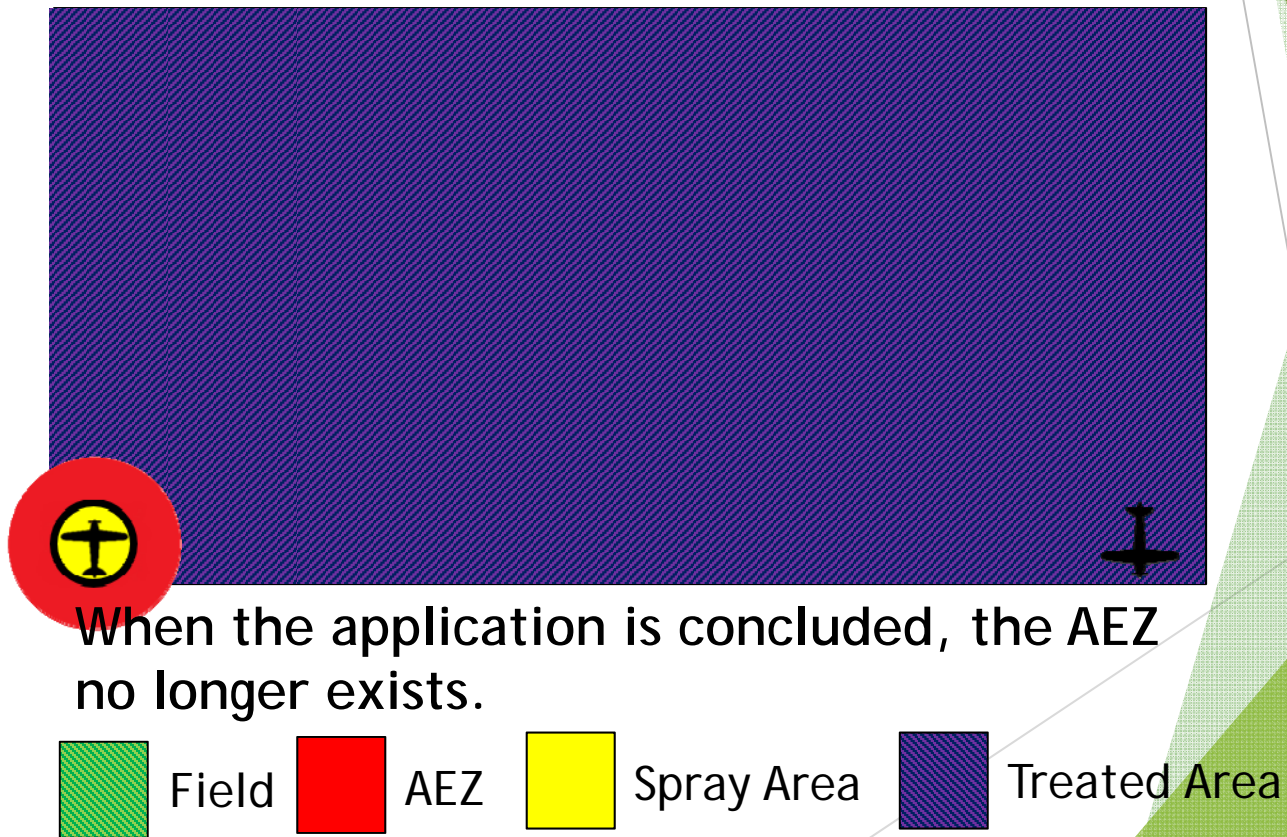 When the application is concluded, the AEZ
no longer exists.
Field AEZ Spray Area Treated Area